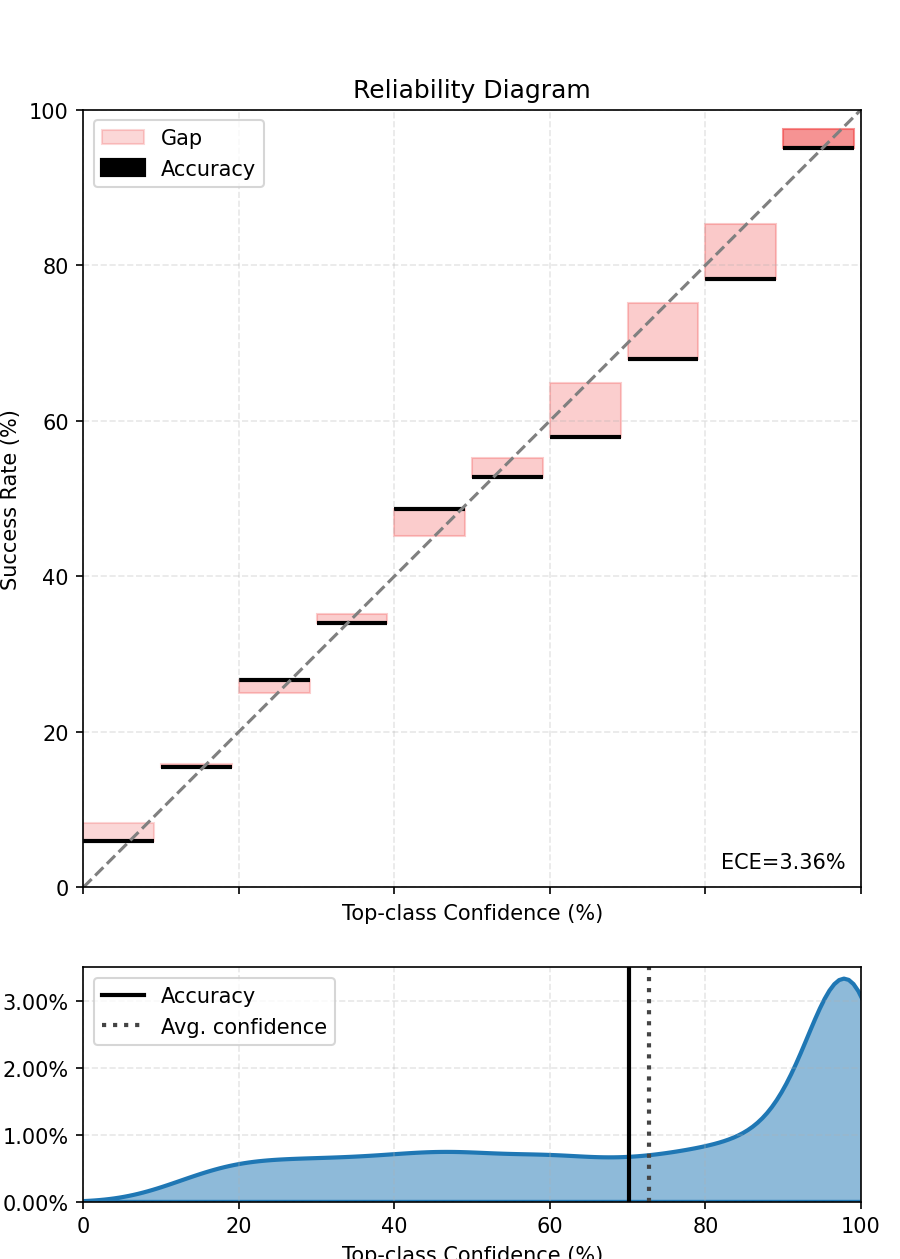 Reliability Diagram
100
80
60
40
20
0
Success Rate (%)
Gap
Accuracy
ECE=3.36%
Top-class Confidence (%)
3.00%
2.00%
1.00%
0.00%
Accuracy
Avg. confidence
0 20 40 60 80 100
Top-class Confidence (%)